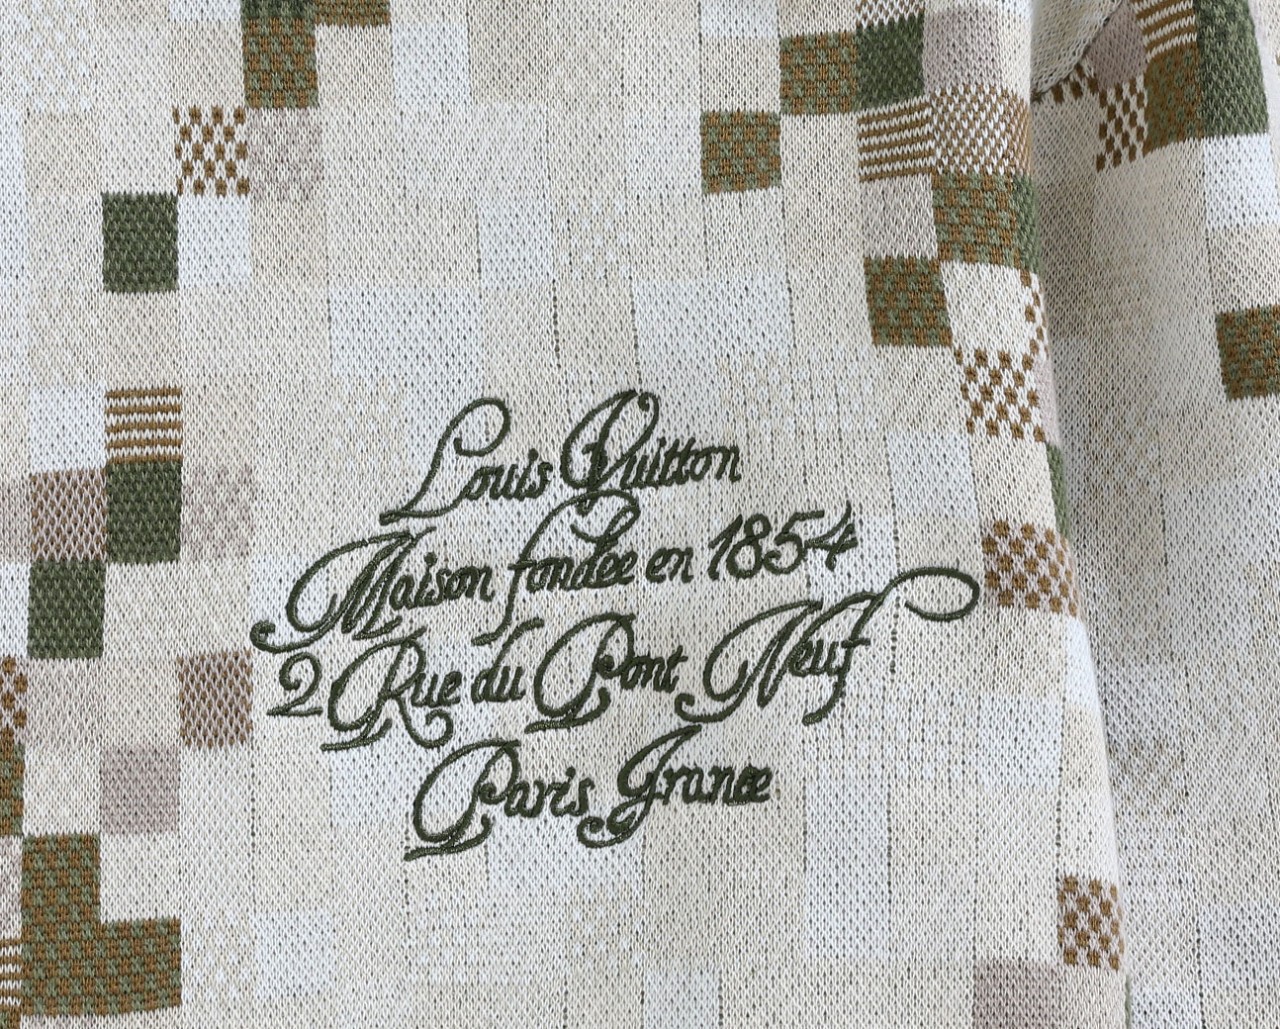 Louis Vuitton
Maison fondée en 1854
2 Rue du Pont Neuf
Paris France